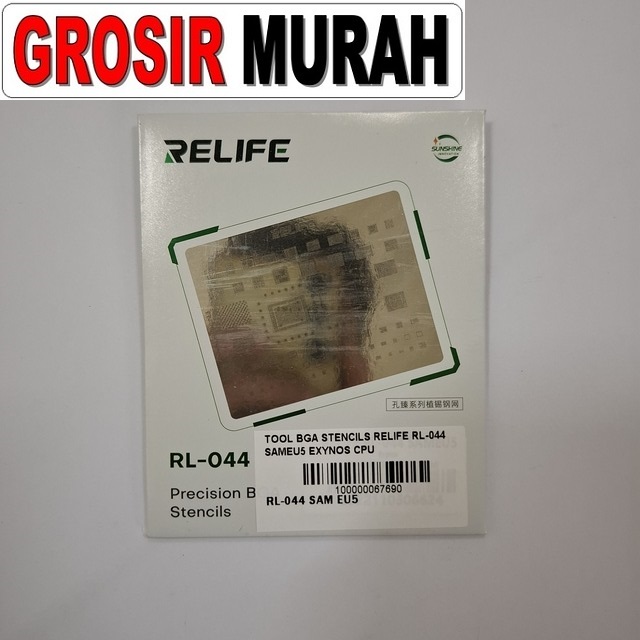 GROSIR MURAH
RELIFE
SUNSHINE
孔臻系列植锡钢网
RL-044
TOOL BGA STENCILS RELIFE RL-044
SAMEU5 EXYNOS CPU
100000067690
RL-044 SAM EU5
Precision B
Stencils